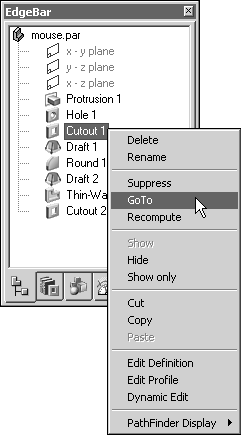 EdgeBar
mouse.par
x - y plane
y - z plane
x - z plane
Protrusion 1
Hole 1
Cutout 1
Draft 1
Round 1
Draft 2
Thin-Wa
Cutout 2
Delete
Rename
Suppress
GoTo
Recompute
Show
Hide
Show only
Cut
Copy
Paste
Edit Definition
Edit Profile
Dynamic Edit
PathFinder Display